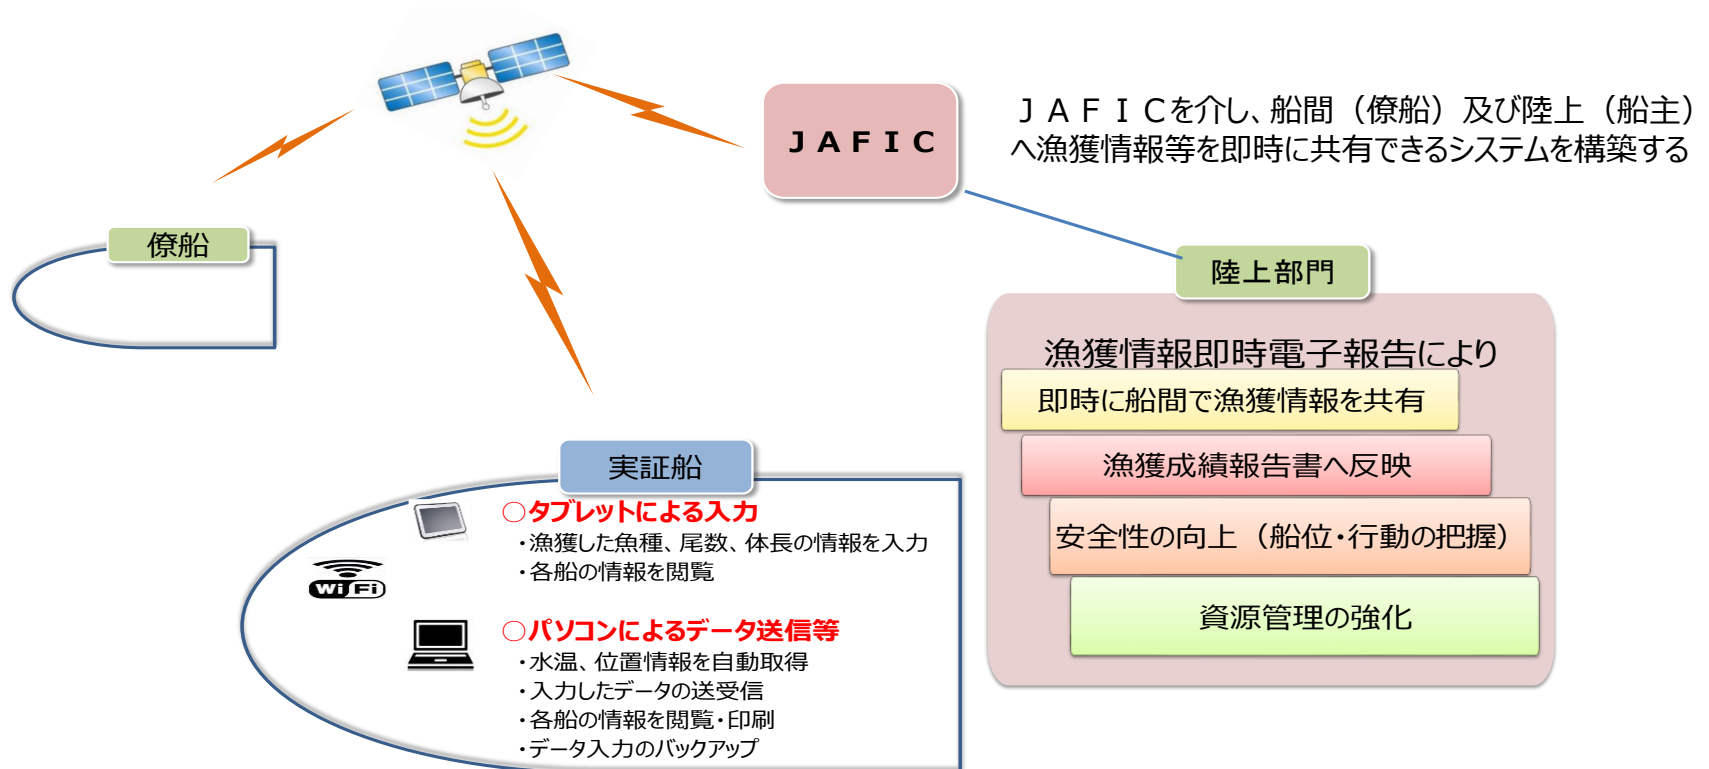 ＪＡＦＩＣ
ＪＡＦＩＣを介し、船間（僚船）及び陸上（船主）
へ漁獲情報等を即時に共有できるシステムを構築する
僚船
陸上部門
漁獲情報即時電子報告により
即時に船間で漁獲情報を共有
漁獲成績報告書へ反映
安全性の向上（船位・行動の把握）
資源管理の強化
実証船
○タブレットによる入力
・漁獲した魚種、尾数、体長の情報を入力
・各船の情報を閲覧
WiFi
○パソコンによるデータ送信等
・水温、位置情報を自動取得
・入力したデータの送受信
・各船の情報を閲覧・印刷
・データ入力のバックアップ